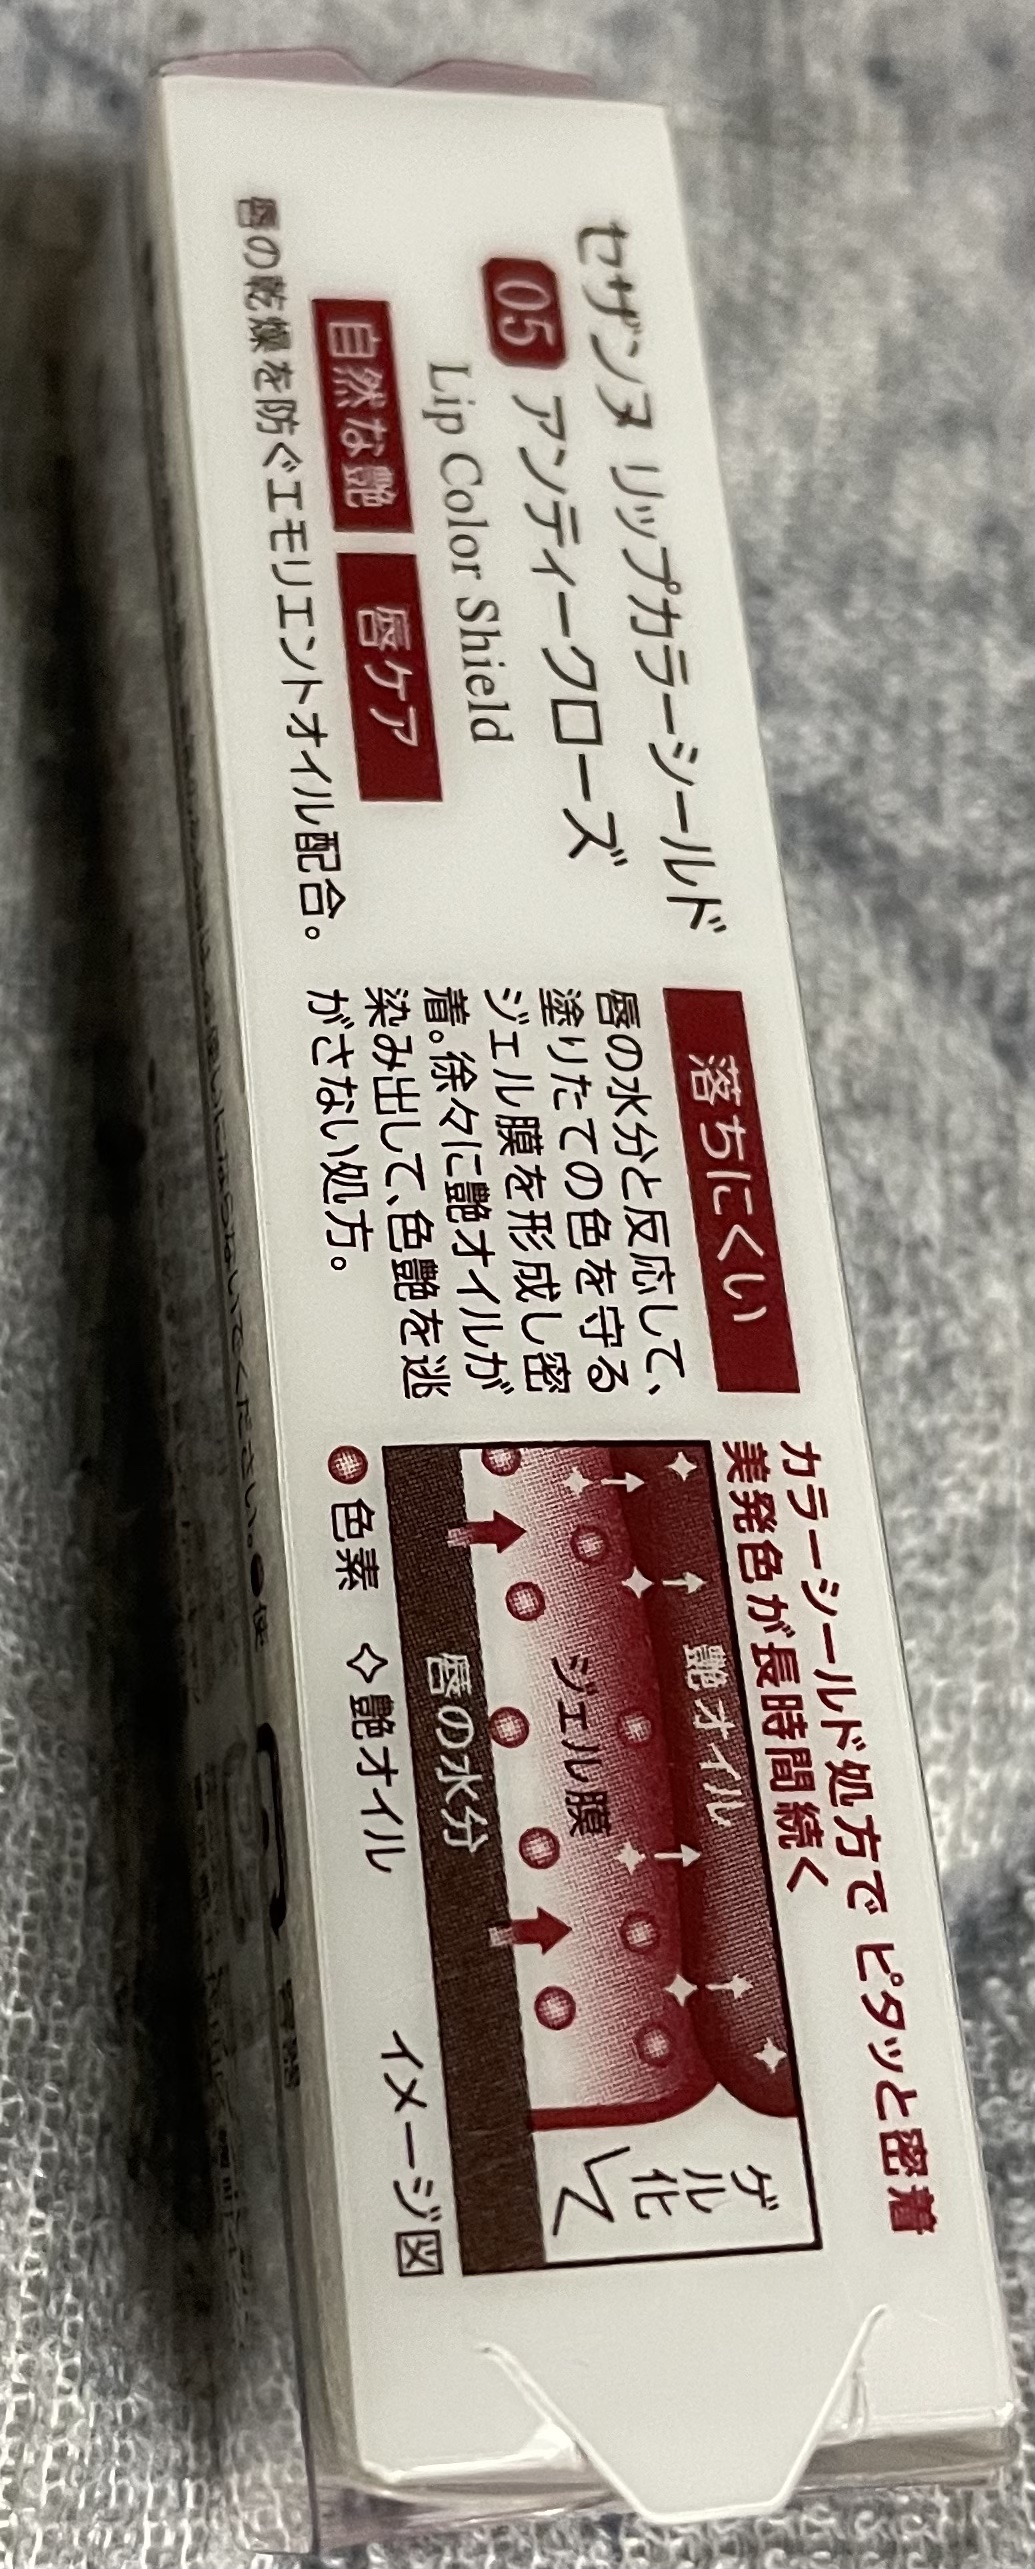 セザンヌ リップカラーシールド
05 アンティークローズ
Lip Color Shield
自然な艶 唇ケア
唇の乾燥を防ぐエモリエントオイル配合。
落ちにくい
唇の水分と反応して、
塗りたての色を守る
ジェル膜を形成し密
着。徐々に艶オイルが
染み出して、色艶を逃
がさない処方。
カラーシールド処方で ピタッと密着
美発色が長時間続く
艶オイル
ジェル膜
唇の水分
ゲ
ル化
色素 艶オイル
イメージ図